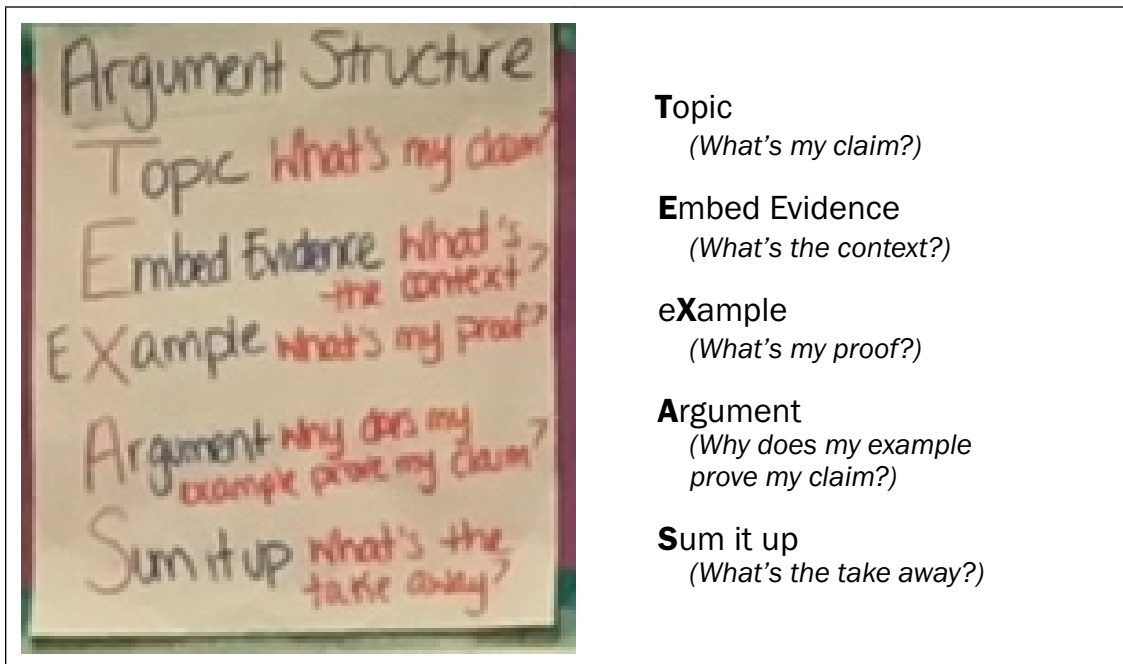 Argument Structure
Topic What's my claim?
Embed Evidence What's
the context?
EXample What's my proof?
Argument Why does my
example prove my claim?
Sum it up What's the
take away?
Topic
(What's my claim?)
Embed Evidence
(What's the context?)
eXample
(What's my proof?)
Argument
(Why does my example
prove my claim?)
Sum it up
(What's the take away?)